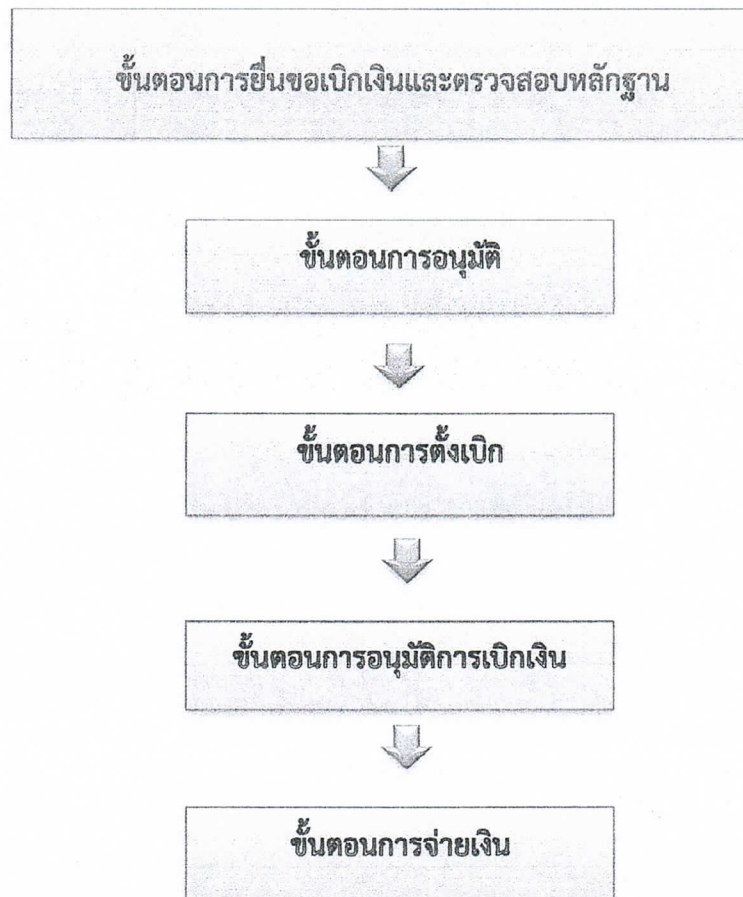 ขั้นตอนการยื่นขอเบิกเงินและตรวจสอบหลักฐาน
ขั้นตอนการอนุมัติ
ขั้นตอนการตั้งเบิก
ขั้นตอนการอนุมัติการเบิกเงิน
ขั้นตอนการจ่ายเงิน